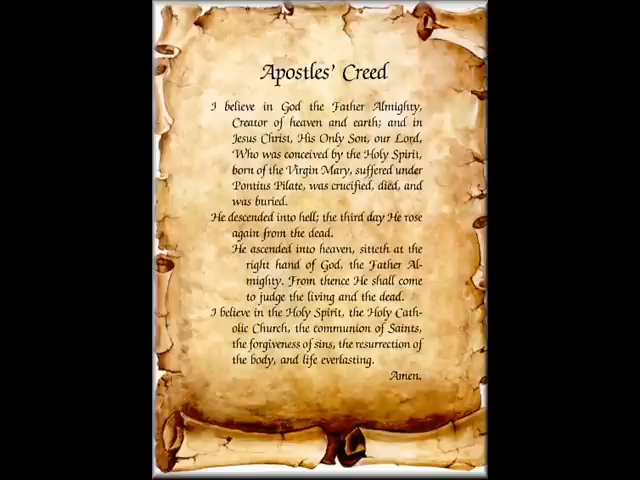 Apostles' Creed
I believe in God the Father Almighty,
Creator of heaven and earth; and in
Jesus Christ, His Only Son, our Lord,
Who was conceived by the Holy Spirit,
born of the Virgin Mary, suffered under
Pontius Pilate, was crucified, died, and
was buried.
He descended into hell; the third day He rose
again from the dead.
He ascended into heaven, sitteth at the
right hand of God, the Father Al-
mighty. From thence He shall come
to judge the living and the dead.
I believe in the Holy Spirit, the Holy Cath-
olic Church, the communion of Saints,
the forgiveness of sins, the resurrection of
the body, and life everlasting.
Amen.